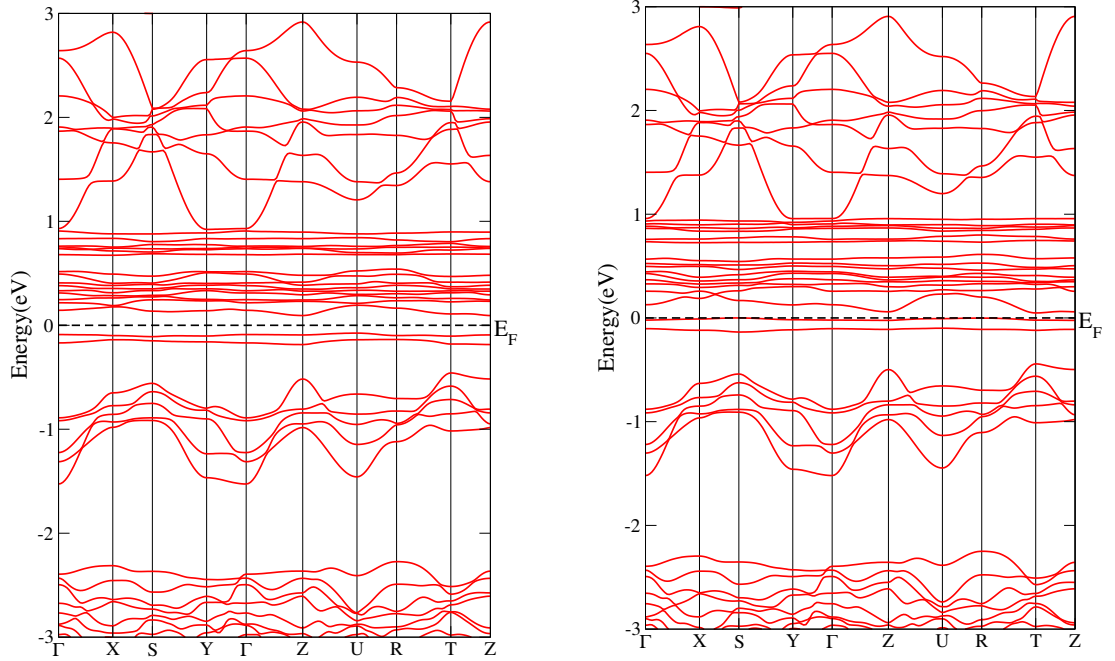 3
2
1
0
-1
-2
-3
Energy(eV)
E_F
Γ X S Y Γ Z U R T Z
3
2
1
0
-1
-2
-3
Energy(eV)
E_F
Γ X S Y Γ Z U R T Z